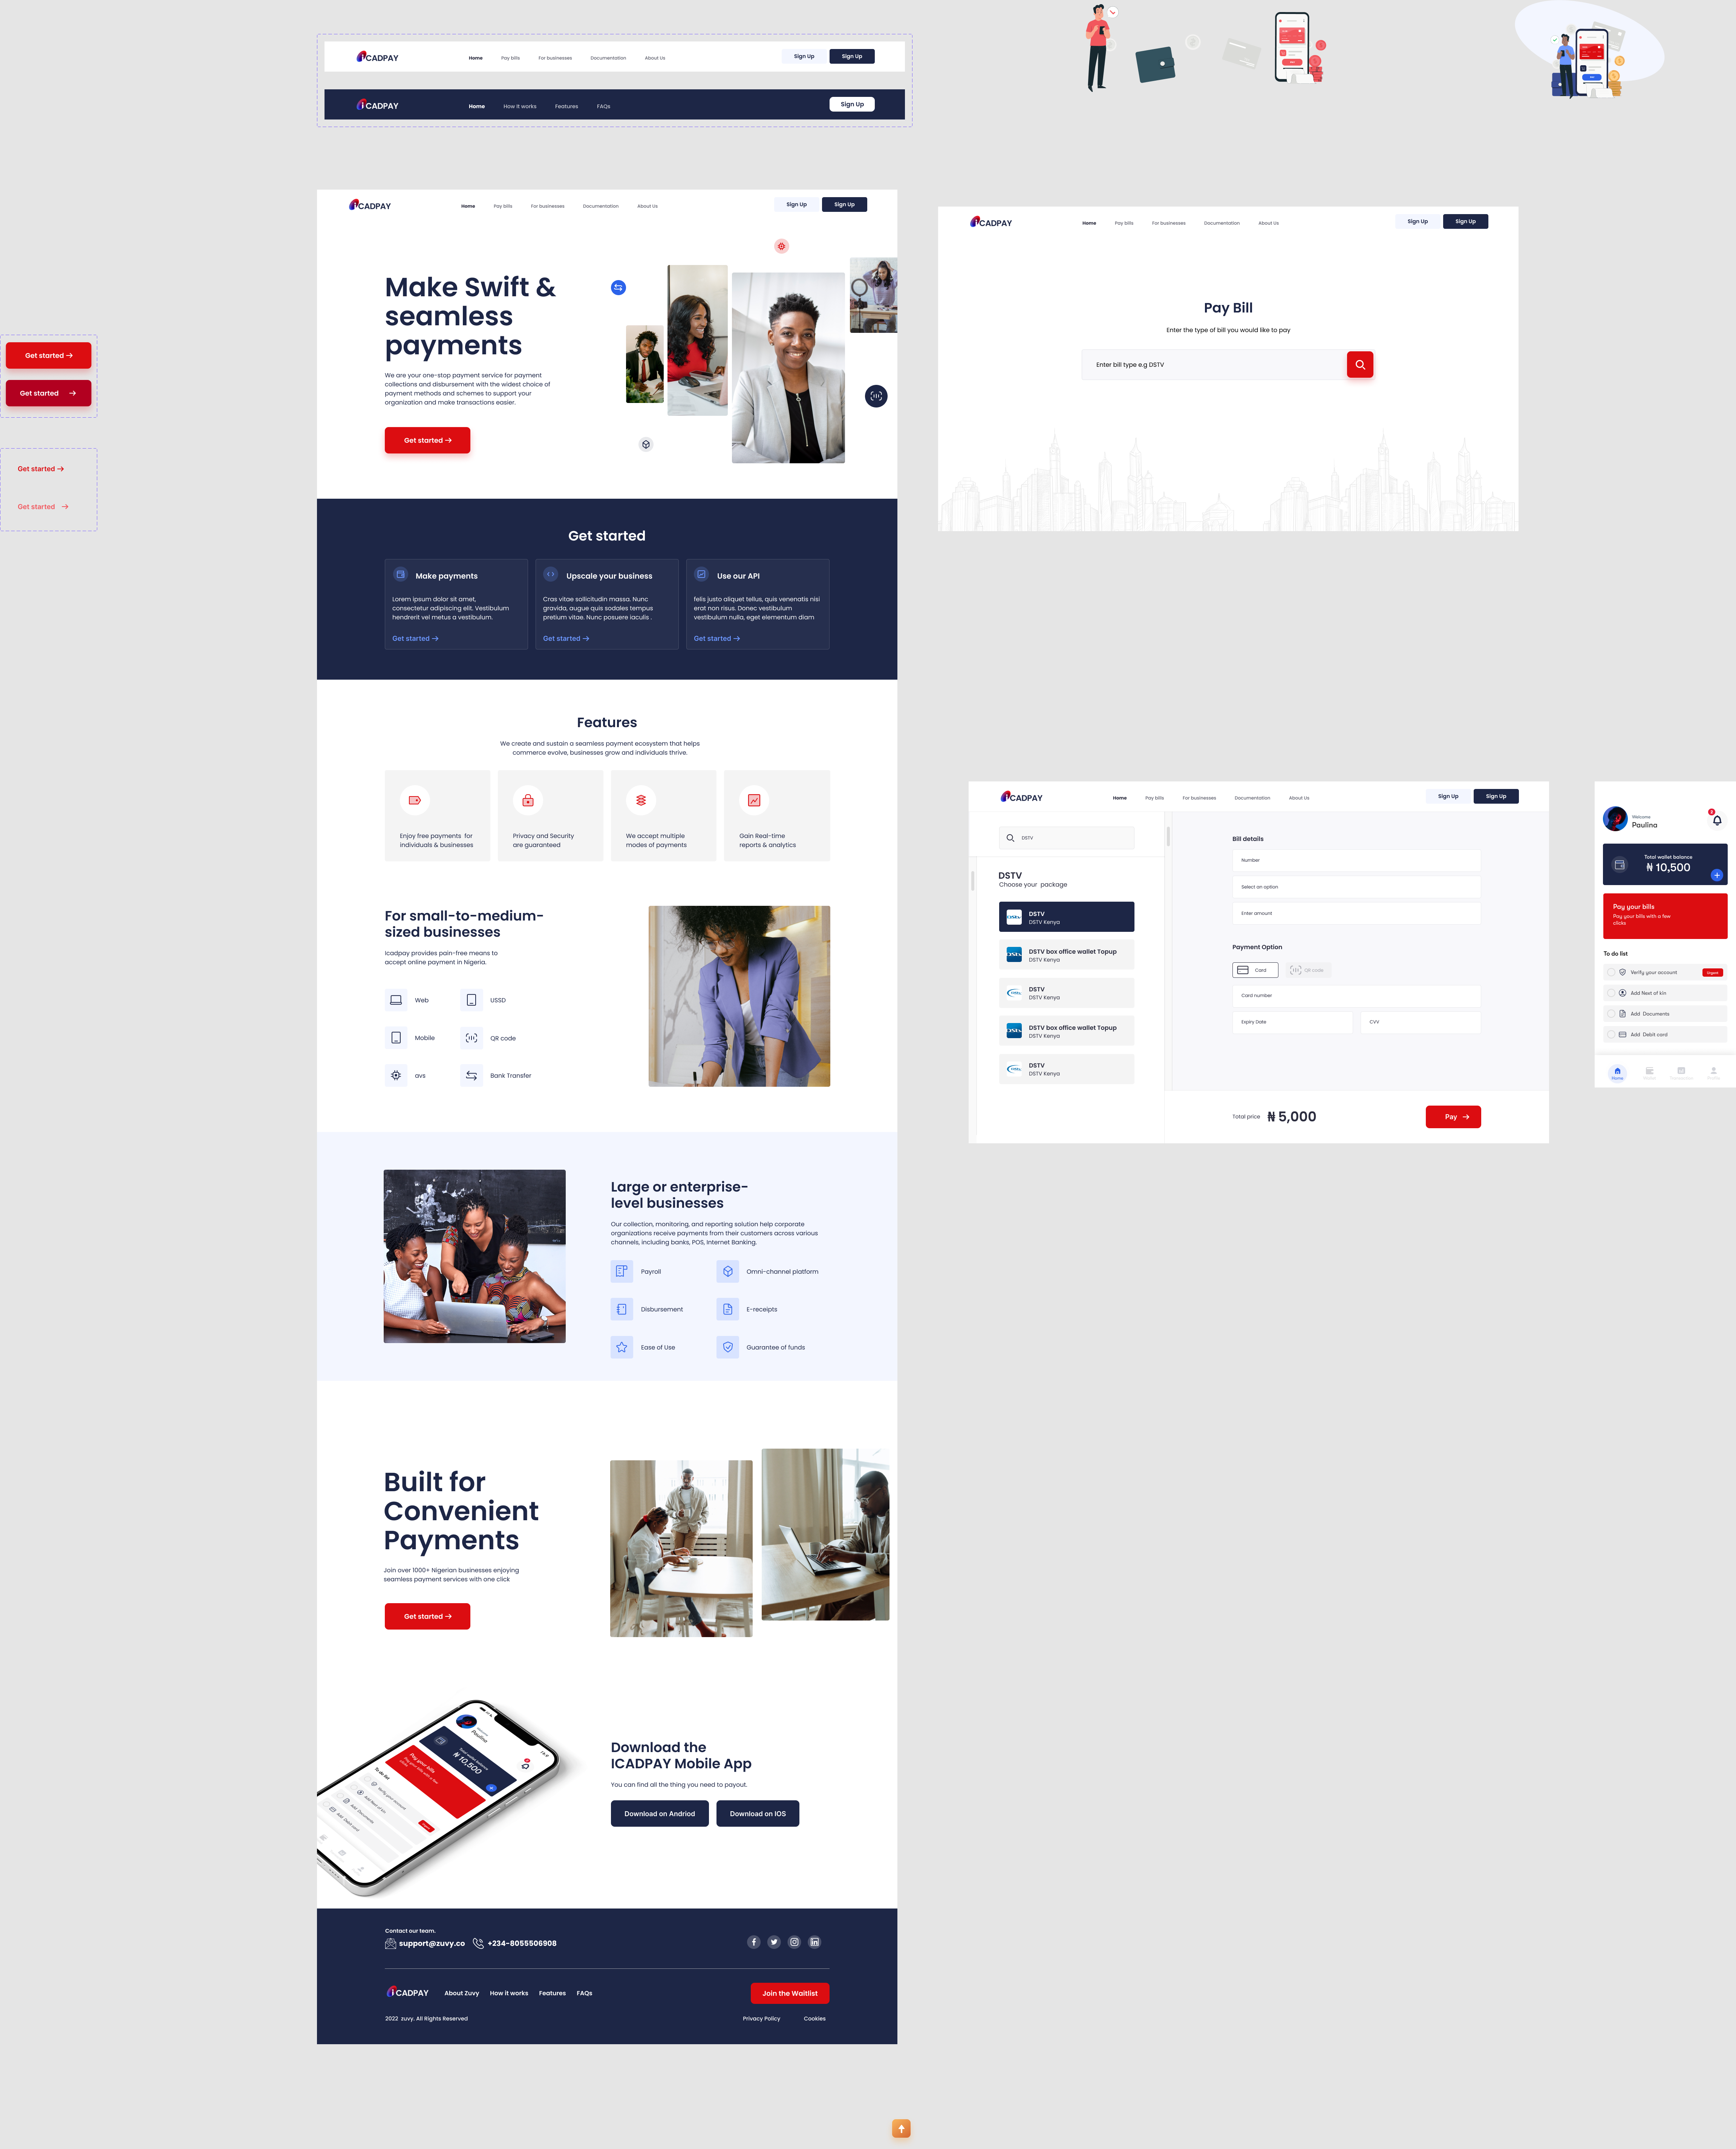 CADPAY
Home Pay bills For businesses Documentation About Us
Sign Up Sign Up
CADPAY
Home How it works Features FAQs
Sign Up
Get started
Get started
Get started
Get started
CADPAY
Home Pay bills For businesses Documentation About Us
Sign Up Sign Up
Make Swift &
seamless
payments
We are your one-stop payment service for payment
collections and disbursement with the widest choice of
payment methods and schemes to support your
organization and make transactions easier.
Get started
Get started
Make payments
Lorem ipsum dolor sit amet,
consectetur adipiscing elit. Vestibulum
hendrerit vel metus a vestibulum.
Get started
Upscale your business
Cras vitae sollicitudin massa. Nunc
gravida, augue quis sodales tempus
pretium vitae. Nunc posuere iaculis .
Get started
Use our API
felis justo aliquet tellus, quis venenatis nisi
erat non risus. Donec vestibulum
vestibulum nulla, eget elementum diam
Get started
Features
We create and sustain a seamless payment ecosystem that helps
commerce evolve, businesses grow and individuals thrive.
Enjoy free payments for
individuals & businesses
Privacy and Security
are guaranteed
We accept multiple
modes of payments
Gain Real-time
reports & analytics
For small-to-medium-
sized businesses
Icadpay provides pain-free means to
accept online payment in Nigeria.
Web
USSD
Mobile
QR code
avs
Bank Transfer
Large or enterprise-
level businesses
Our collection, monitoring, and reporting solution help corporate
organizations receive payments from their customers across various
channels, including banks, POS, Internet Banking.
Payroll
Omni-channel platform
Disbursement
E-receipts
Ease of Use
Guarantee of funds
Built for
Convenient
Payments
Join over 1000+ Nigerian businesses enjoying
seamless payment services with one click
Get started
Paulina
Total wallet balance
₦ 10,500
Pay your bills
To do list
Download the
ICADPAY Mobile App
You can find all the thing you need to payout.
Download on Andriod
Download on IOS
Contact our team.
support@zuvy.co
+234-8055506908
CADPAY
About Zuvy How it works Features FAQs
Join the Waitlist
2022 zuvy. All Rights Reserved
Privacy Policy Cookies
CADPAY
Home Pay bills For businesses Documentation About Us
Sign Up Sign Up
Pay Bill
Enter the type of bill you would like to pay
Enter bill type e.g DSTV
CADPAY
Home Pay bills For businesses Documentation About Us
Sign Up Sign Up
DSTV
DSTV
Choose your package
DSTV
DSTV Kenya
DSTV box office wallet Topup
DSTV Kenya
DSTV
DSTV Kenya
DSTV box office wallet Topup
DSTV Kenya
DSTV
DSTV Kenya
Bill details
Number
Select an option
Enter amount
Payment Option
Card
QR code
Card number
Expiry Date
CVV
Total price ₦ 5,000
Pay
Welcome
Paulina
Total wallet balance
₦ 10,500
Pay your bills
Pay your bills with a few
clicks
To do list
Verify your account
Urgent
Add Next of kin
Add Documents
Add Debit card
Home